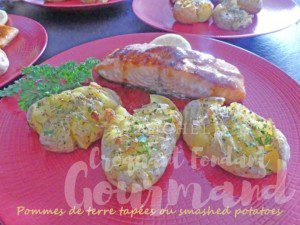 Croquant Fondant
Gourmand
Pommes de terre tapées ou smashed potatoes